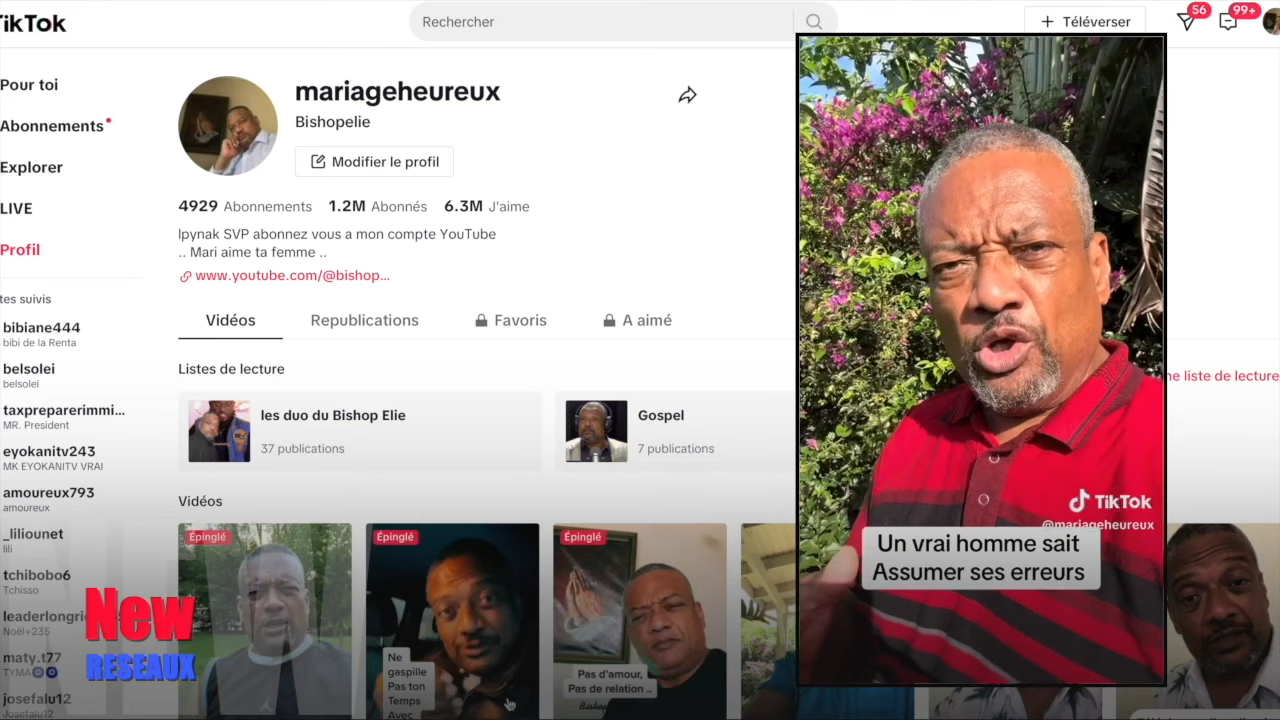 TikTok
Rechercher
Téléverser
56
99+
Pour toi
Abonnements
Explorer
LIVE
Profil
tes suivis
bibiane444
bibi de la Renta
belsolei
belsolei
taxpreparerimmi...
MR. President
eyokanitv243
MK EYOKANITV VRAI
amoureux793
amoureux
_liliounet
lili
tchibobo6
Tchisso
leaderlongri
Noël+235
maty.t77
TYMA
josefalu12
Josefalu12
New
RESEAUX
mariageheureux
Bishopelie
Modifier le profil
4929 Abonnements 1.2M Abonnés 6.3M J'aime
lpynak SVP abonnez vous a mon compte YouTube
.. Mari aime ta femme ..
www.youtube.com/@bishop...
Vidéos Republications Favoris A aimé
Listes de lecture
les duo du Bishop Elie
37 publications
Gospel
7 publications
ne liste de lecture
Vidéos
Épinglé
Épinglé
Ne
gaspille
Pas ton
Temps
Avec
Épinglé
Pas d'amour,
Pas de relation ..
Bishop
TikTok
@mariageheureux
Un vrai homme sait
Assumer ses erreurs